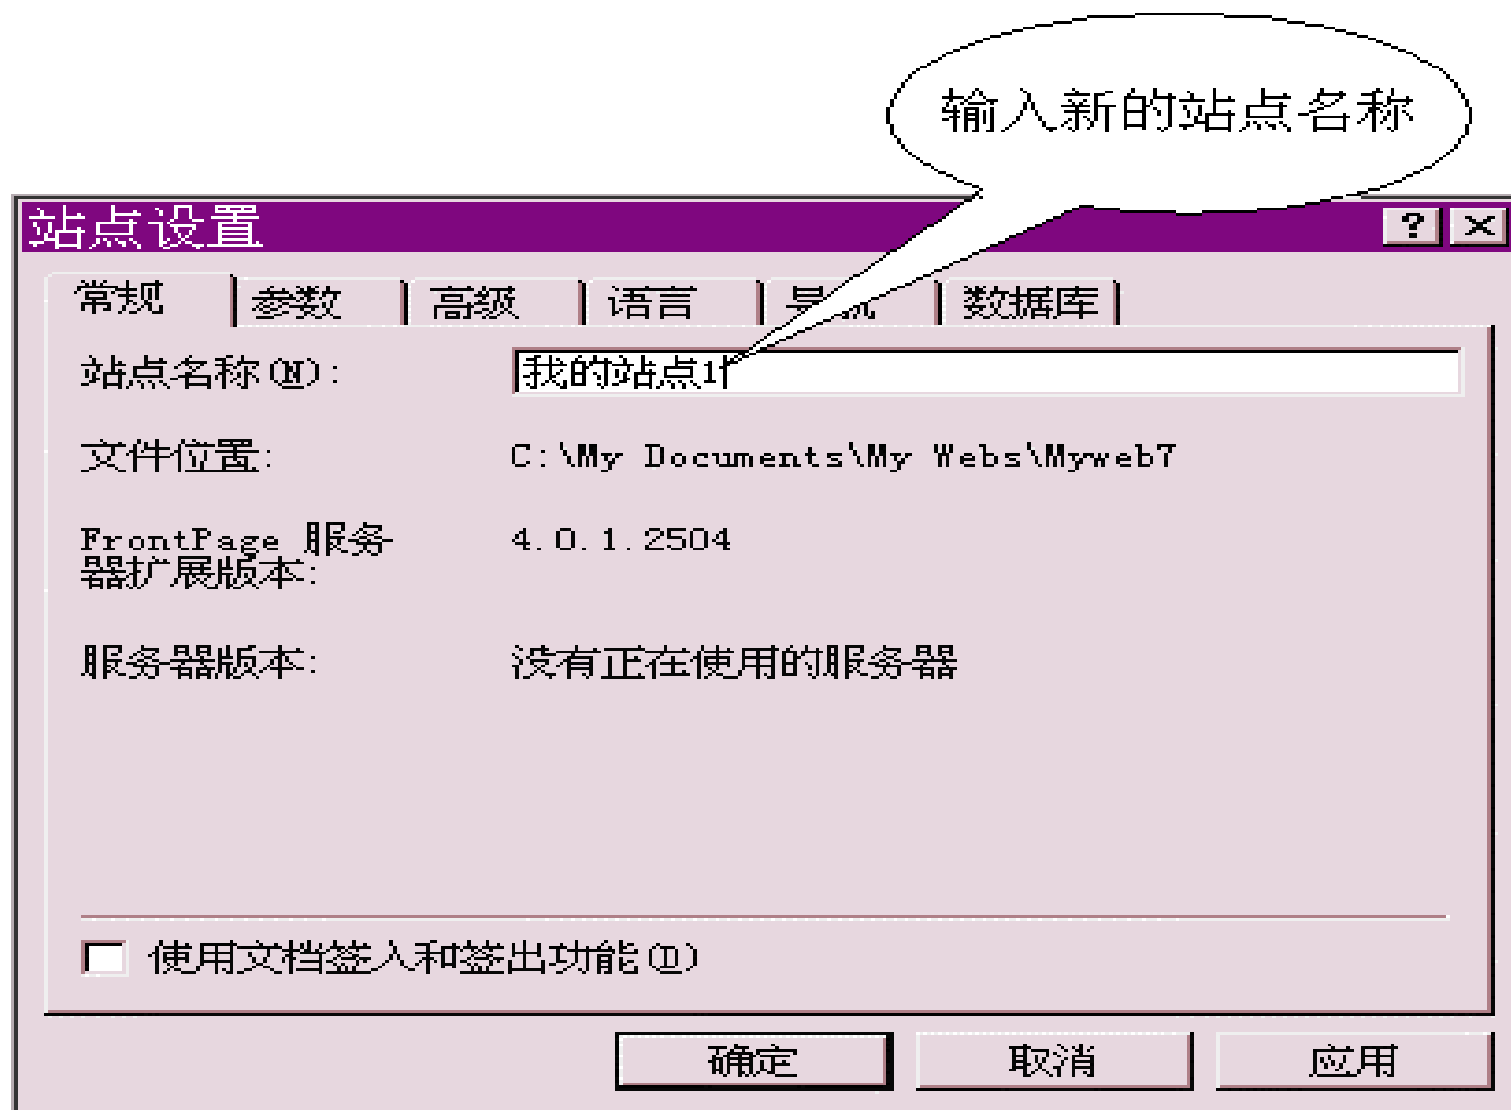 输入新的站点名称
站点设置
常规 参数 高级 语言 导航 数据库
站点名称(N): 我的站点1
文件位置: C:\My Documents\My Webs\Myweb7
FrontPage 服务 4.0.1.2504
器扩展版本:
服务器版本: 没有正在使用的服务器
使用文档签入和签出功能(D)
确定 取消 应用